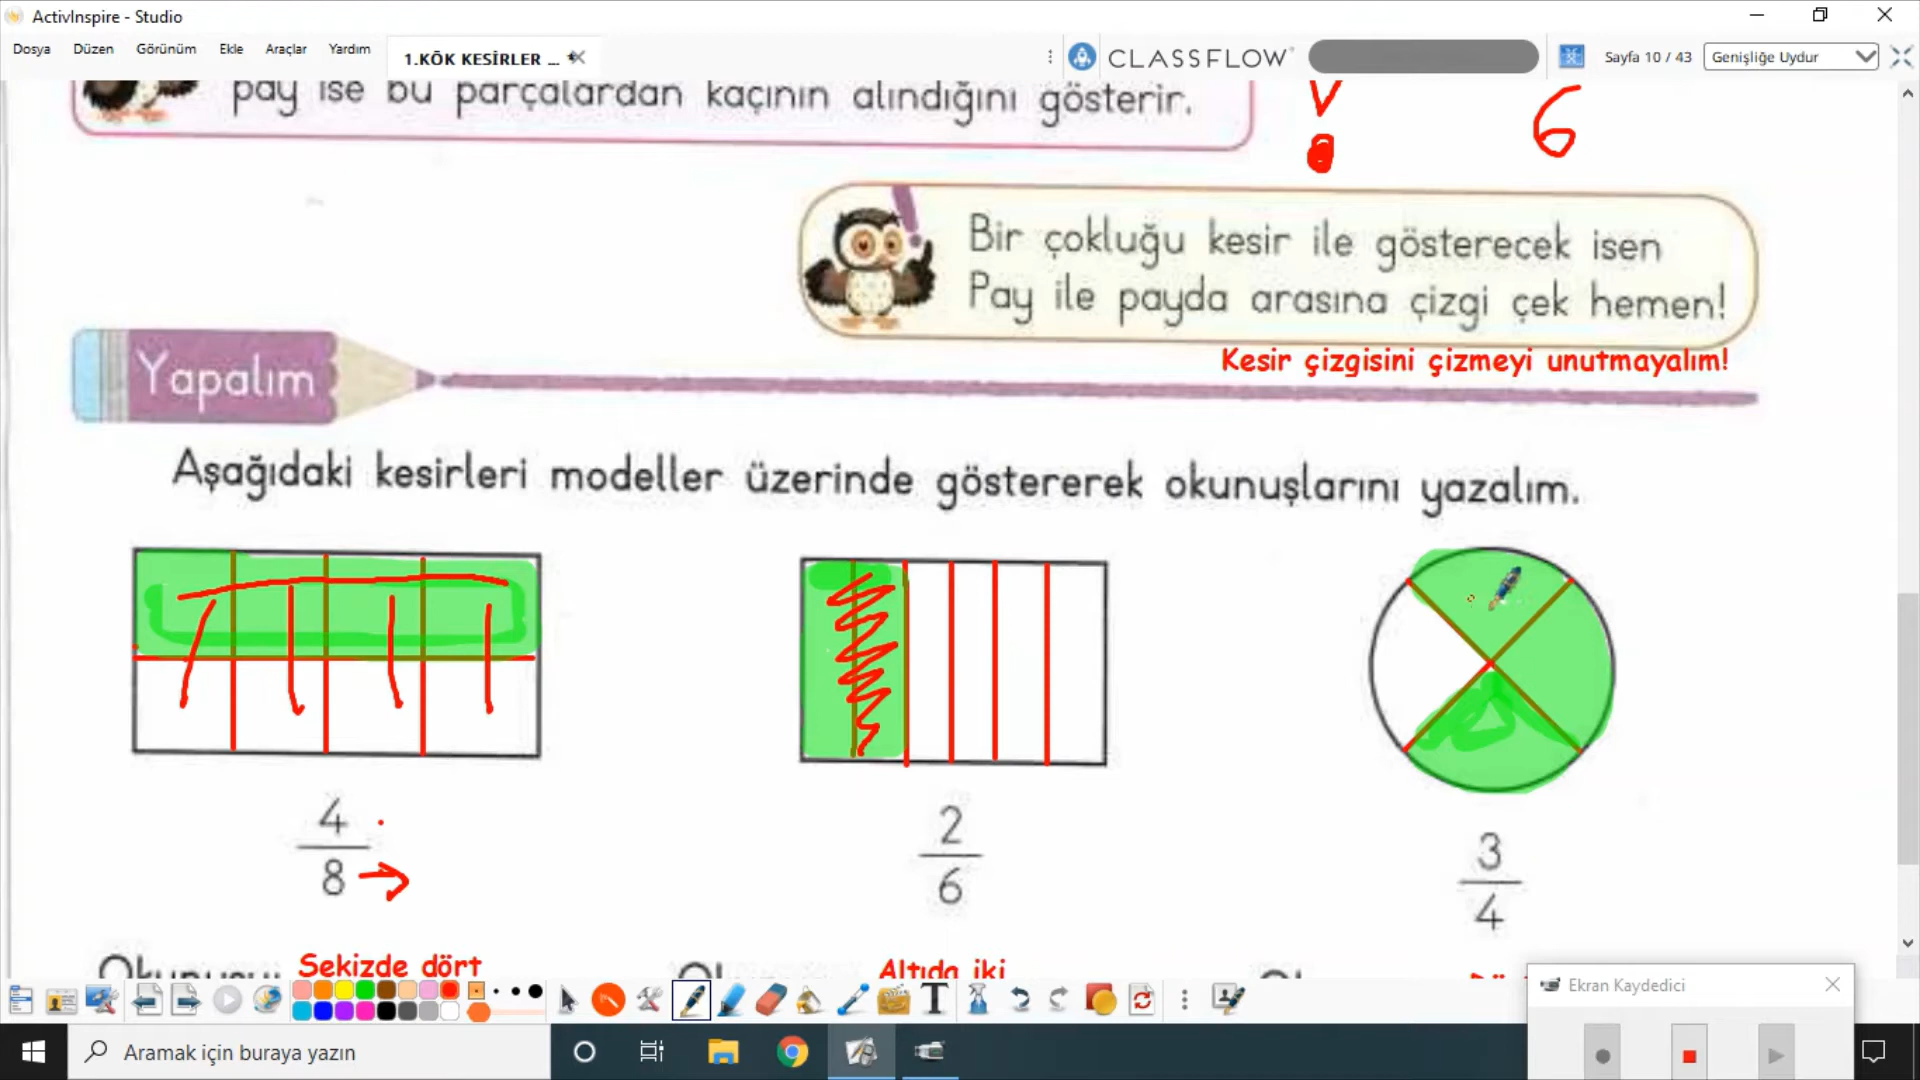 ActivInspire - Studio
Dosya Düzen Görünüm Ekle Araçlar Yardım
1.KÖK KESİRLER ...
CLASSFLOW
Sayfa 10 / 43
Genişliğe Uydur
pay ise bu parçalardan kaçının alındığını gösterir.
6
Bir çokluğu kesir ile gösterecek isen
Pay ile payda arasına çizgi çek hemen!
Kesir çizgisini çizmeyi unutmayalım!
Yapalım
Aşağıdaki kesirleri modeller üzerinde göstererek okunuşlarını yazalım.
4
8
2
6
3
4
Okunuşu Sekizde dört
Altıda iki
Ekran Kaydedici
Aramak için buraya yazın